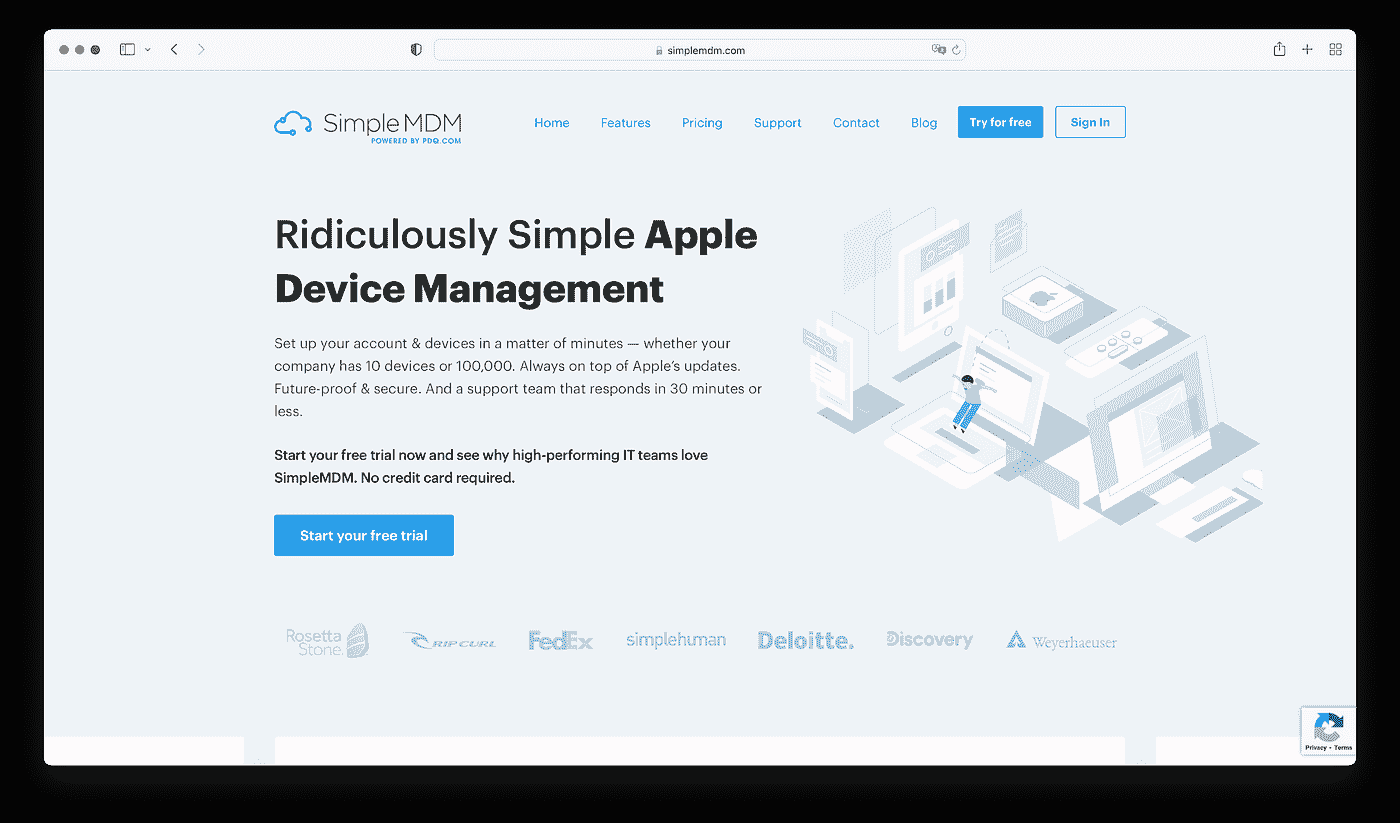 simplemdm.com
SimpleMDM
POWERED BY PDQ.COM
Home Features Pricing Support Contact Blog Try for free Sign In
Ridiculously Simple Apple
Device Management
Set up your account & devices in a matter of minutes — whether your
company has 10 devices or 100,000. Always on top of Apple’s updates.
Future-proof & secure. And a support team that responds in 30 minutes or
less.
Start your free trial now and see why high-performing IT teams love
SimpleMDM. No credit card required.
Start your free trial
Rosetta
Stone.
RIP CURL
FedEx
simplehuman
Deloitte.
Discovery
Weyerhaeuser
Privacy - Terms